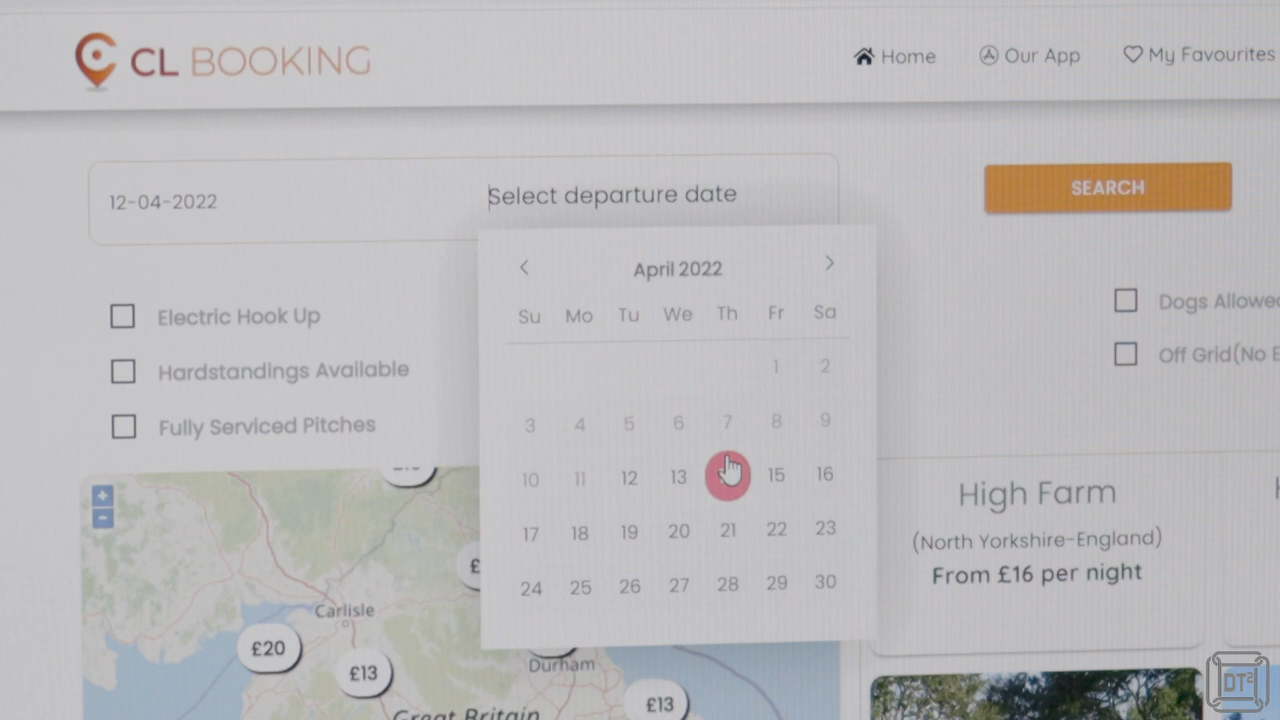 CL BOOKING
Home
Our App
My Favourites
12-04-2022
Select departure date
SEARCH
April 2022
Su Mo Tu We Th Fr Sa
1 2
3 4 5 6 7 8 9
10 11 12 13 15 16
17 18 19 20 21 22 23
24 25 26 27 28 29 30
Electric Hook Up
Hardstandings Available
Fully Serviced Pitches
Dogs Allowe
Off Grid(No E
+
-
£
Carlisle
£20
£13
Durham
£13
Great Britain
High Farm
(North Yorkshire-England)
From £16 per night
DT²